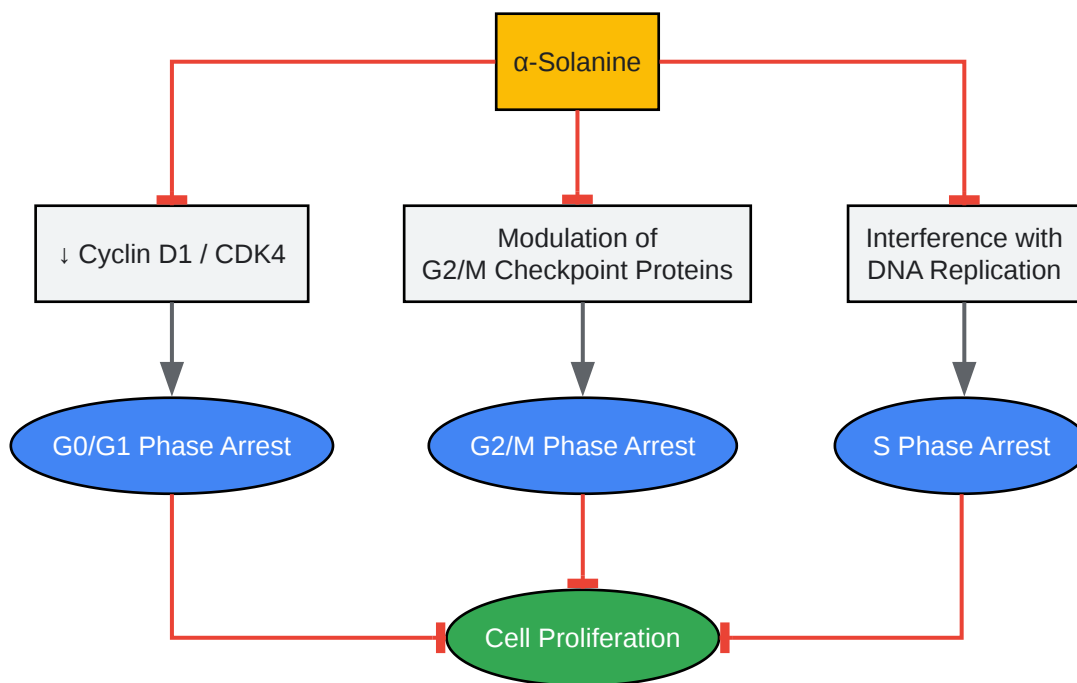 α-Solanine
↓ Cyclin D1 / CDK4
Modulation of
G2/M Checkpoint Proteins
Interference with
DNA Replication
G0/G1 Phase Arrest
G2/M Phase Arrest
S Phase Arrest
Cell Proliferation